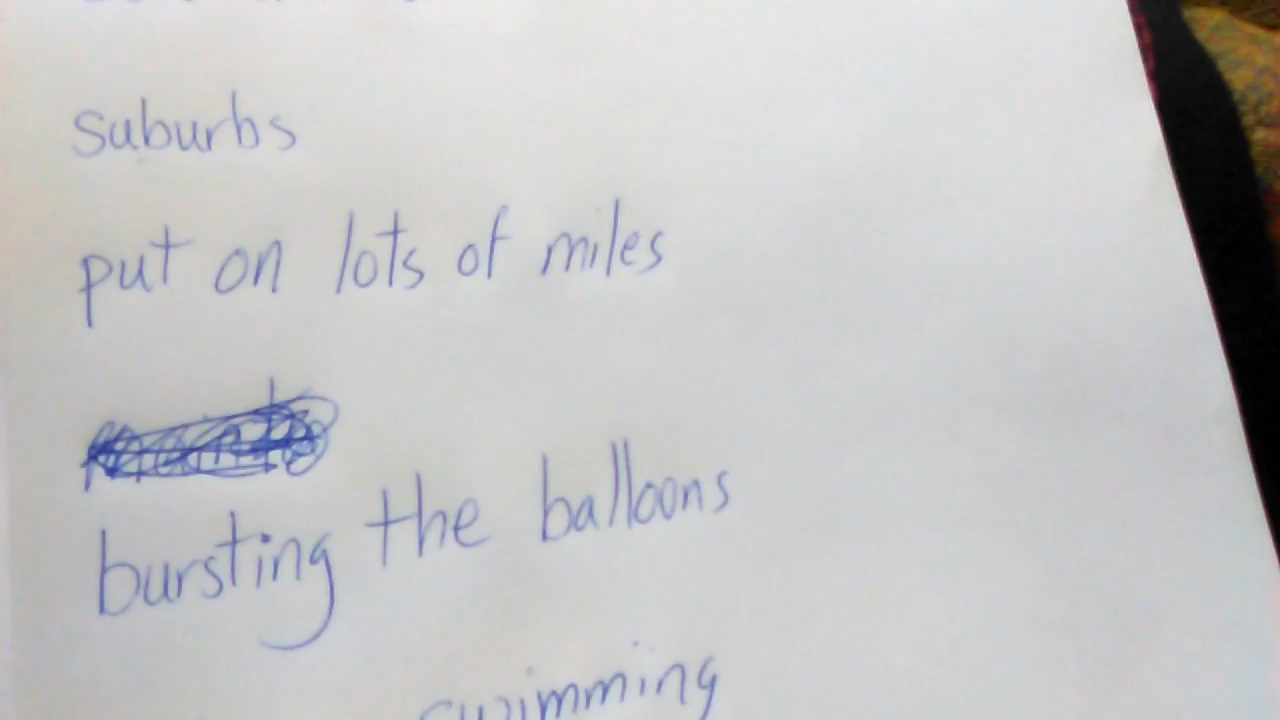 suburbs
put on lots of miles
bursting the balloons
swimming